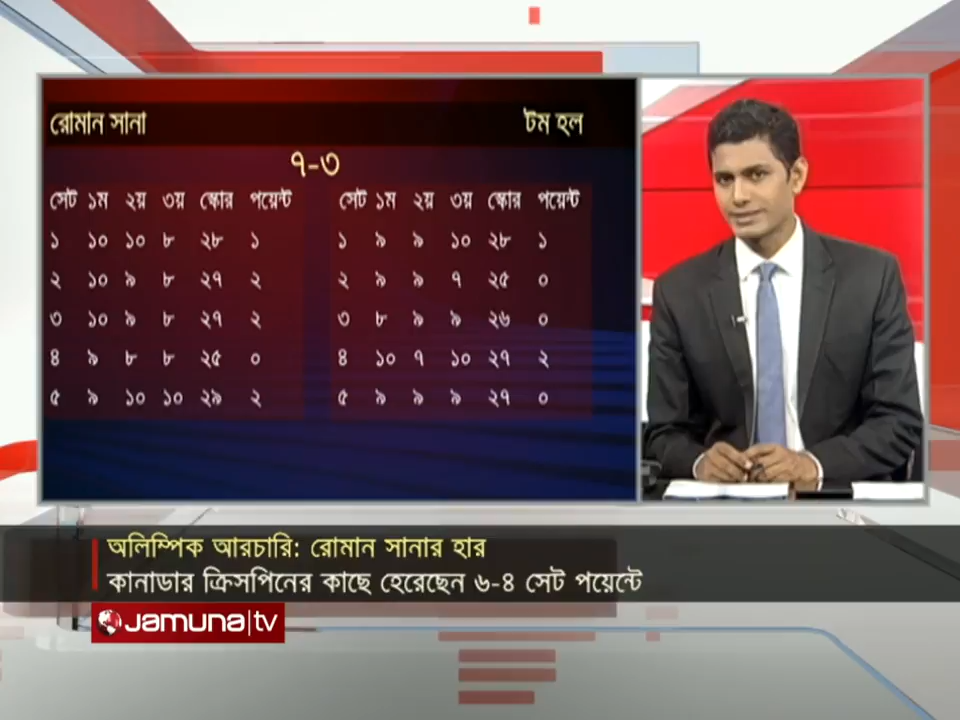 রোমান সানা টম হল
৭-৩
সেট ১ম ২য় ৩য় স্কোর পয়েন্ট সেট ১ম ২য় ৩য় স্কোর পয়েন্ট
১ ১০ ১০ ৮ ২৮ ১ ১ ৯ ৯ ১০ ২৮ ১
২ ১০ ৯ ৮ ২৭ ২ ২ ৯ ৯ ৭ ২৫ ০
৩ ১০ ৯ ৮ ২৭ ২ ৩ ৮ ৯ ৯ ২৬ ০
৪ ৯ ৮ ৮ ২৫ ০ ৪ ১০ ৭ ১০ ২৭ ২
৫ ৯ ১০ ১০ ২৯ ২ ৫ ৯ ৯ ৯ ২৭ ০
অলিম্পিক আরচারি: রোমান সানার হার
কানাডার ক্রিসপিনের কাছে হেরেছেন ৬-৪ সেট পয়েন্টে
Jamuna|tv